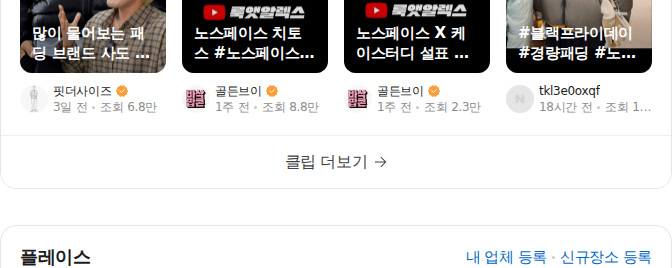 많이 물어보는 패
딩 브랜드 사도 ...
룩앳알렉스
노스페이스 치토
스 #노스페이스...
룩앳알렉스
노스페이스 X 케
이스터디 설표 ...
#블랙프라이데이
#경량패딩 #노...
핏더사이즈
3일 전 · 조회 6.8만
골든브이
1주 전 · 조회 8.8만
골든브이
1주 전 · 조회 2.3만
N
tkl3e0oxqf
18시간 전 · 조회 1...
클립 더보기 →
플레이스
내 업체 등록 · 신규장소 등록